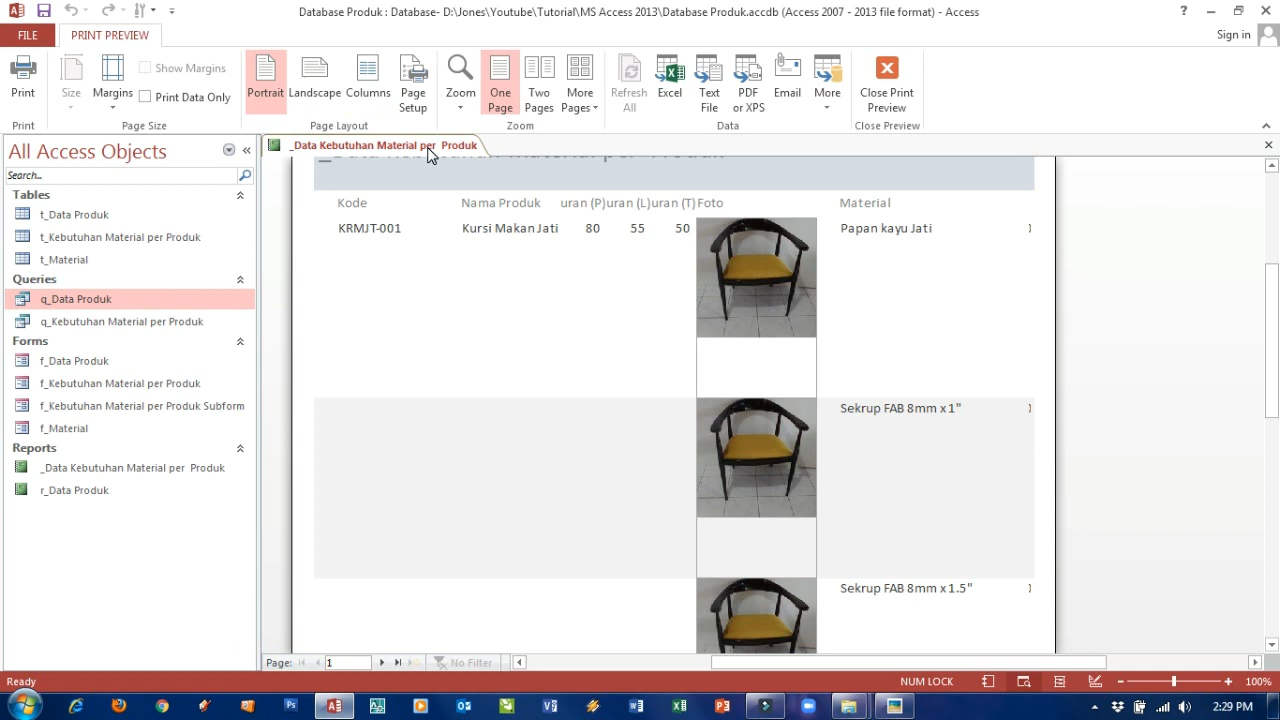 Database Produk : Database- D:\Jones\Youtube\Tutorial\MS Access 2013\Database Produk.accdb (Access 2007 - 2013 file format) - Access
?
FILE
PRINT PREVIEW
Sign in
Print
Size
Margins
Show Margins
Print Data Only
Portrait
Landscape
Columns
Page Setup
Zoom
One Page
Two Pages
More Pages
Refresh All
Excel
Text File
PDF or XPS
Email
More
Close Print Preview
Print
Page Size
Page Layout
Zoom
Data
Close Preview
All Access Objects
Search...
Tables
t_Data Produk
t_Kebutuhan Material per Produk
t_Material
Queries
q_Data Produk
q_Kebutuhan Material per Produk
Forms
f_Data Produk
f_Kebutuhan Material per Produk
f_Kebutuhan Material per Produk Subform
f_Material
Reports
_Data Kebutuhan Material per Produk
r_Data Produk
_Data Kebutuhan Material per Produk
_Data Kebutuhan Material per Produk
Kode Nama Produk uran (P) uran (L) uran (T) Foto Material
KRMJT-001 Kursi Makan Jati 80 55 50 Papan kayu Jati
Sekrup FAB 8mm x 1"
Sekrup FAB 8mm x 1.5"
Page: 1 No Filter
Ready
NUM LOCK
100%
2:29 PM